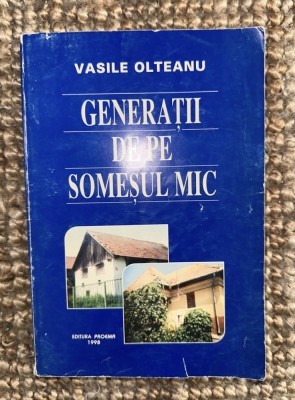 VASILE OLTEANU
GENERAȚII
DE PE
SOMEȘUL MIC
EDITURA PROEMA
1998